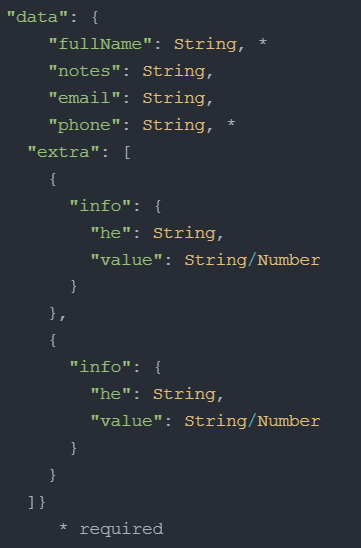 "data": {
"fullName": String, *
"notes": String,
"email": String,
"phone": String, *
"extra": [
{
"info": {
"he": String,
"value": String/Number
}
},
{
"info": {
"he": String,
"value": String/Number
}
}
]}
* required